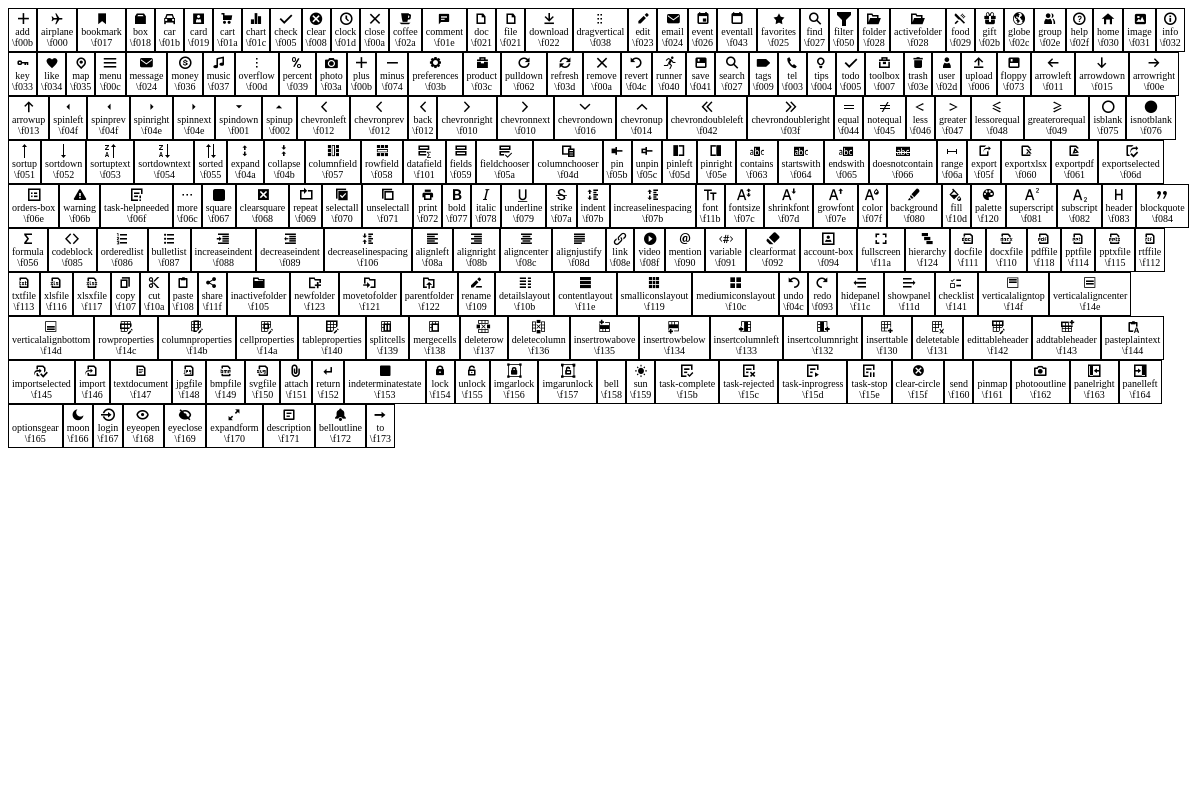 add airplane bookmark box car card cart chart check clear clock close coffee comment doc file download dragvertical edit email event eventall favorites find filter folder activefolder food gift globe group help home image info
\f00b \f000 \f017 \f018 \f01b \f019 \f01a \f01c \f005 \f008 \f01d \f00a \f02a \f01e \f021 \f021 \f022 \f038 \f023 \f024 \f026 \f043 \f025 \f027 \f050 \f028 \f028 \f029 \f02b \f02c \f02e \f02f \f030 \f031 \f032
key like map menu message money music overflow percent photo plus minus preferences product pulldown refresh remove revert runner save search tags tel tips todo toolbox trash user upload floppy arrowleft arrowdown arrowright
\f033 \f034 \f035 \f00c \f024 \f036 \f037 \f00d \f039 \f03a \f00b \f074 \f03b \f03c \f062 \f03d \f00a \f04c \f040 \f041 \f027 \f009 \f003 \f004 \f005 \f007 \f03e \f02d \f006 \f073 \f011 \f015 \f00e
arrowup spinleft spinprev spinright spinnext spindown spinup chevronleft chevronprev back chevronright chevronnext chevrondown chevronup chevrondoubleleft chevrondoubleright equal notequal less greater lessorequal greaterorequal isblank isnotblank
\f013 \f04f \f04f \f04e \f04e \f001 \f002 \f012 \f012 \f012 \f010 \f010 \f016 \f014 \f042 \f03f \f044 \f045 \f046 \f047 \f048 \f049 \f075 \f076
sortup sortdown sortuptext sortdowntext sorted expand collapse columnfield rowfield datafield fields fieldchooser columnchooser pin unpin pinleft pinright contains startswith endswith doesnotcontain range export exportxlsx exportpdf exportselected
\f051 \f052 \f053 \f054 \f055 \f04a \f04b \f057 \f058 \f101 \f059 \f05a \f04d \f05b \f05c \f05d \f05e \f063 \f064 \f065 \f066 \f06a \f05f \f060 \f061 \f06d
orders-box warning task-helpneeded more square clearsquare repeat selectall unselectall print bold italic underline strike indent increaselinespacing font fontsize shrinkfont growfont color background fill palette superscript subscript header blockquote
\f06e \f06b \f06f \f06c \f067 \f068 \f069 \f070 \f071 \f072 \f077 \f078 \f079 \f07a \f07b \f07b \f11b \f07c \f07d \f07e \f07f \f080 \f10d \f120 \f081 \f082 \f083 \f084
formula codeblock orderedlist bulletlist increaseindent decreaseindent decreaselinespacing alignleft alignright aligncenter alignjustify link video mention variable clearformat account-box fullscreen hierarchy docfile docxfile pdffile pptfile pptxfile rtffile
\f056 \f085 \f086 \f087 \f088 \f089 \f106 \f08a \f08b \f08c \f08d \f08e \f08f \f090 \f091 \f092 \f094 \f11a \f124 \f111 \f110 \f118 \f114 \f115 \f112
txtfile xlsfile xlsxfile copy cut paste share inactivefolder newfolder movetofolder parentfolder rename detailslayout contentlayout smalliconslayout mediumiconslayout undo redo hidepanel showpanel checklist verticalaligntop verticalaligncenter
\f113 \f116 \f117 \f107 \f10a \f108 \f11f \f105 \f123 \f121 \f122 \f109 \f10b \f11e \f119 \f10c \f04c \f093 \f11c \f11d \f141 \f14f \f14e
verticalalignbottom rowproperties columnproperties cellproperties tableproperties splitcells mergecells deleterow deletecolumn insertrowabove insertrowbelow insertcolumnleft insertcolumnright inserttable deletetable edittableheader addtableheader pasteplaintext
\f14d \f14c \f14b \f14a \f140 \f139 \f138 \f137 \f136 \f135 \f134 \f133 \f132 \f130 \f131 \f142 \f143 \f144
importselected import textdocument jpgfile bmpfile svgfile attach return indeterminatestate lock unlock imgarlock imgarunlock bell sun task-complete task-rejected task-inprogress task-stop clear-circle send pinmap photooutline panelright panelleft
\f145 \f146 \f147 \f148 \f149 \f150 \f151 \f152 \f153 \f154 \f155 \f156 \f157 \f158 \f159 \f15b \f15c \f15d \f15e \f15f \f160 \f161 \f162 \f163 \f164
optionsgear moon login eyeopen eyeclose expandform description belloutline to
\f165 \f166 \f167 \f168 \f169 \f170 \f171 \f172 \f173